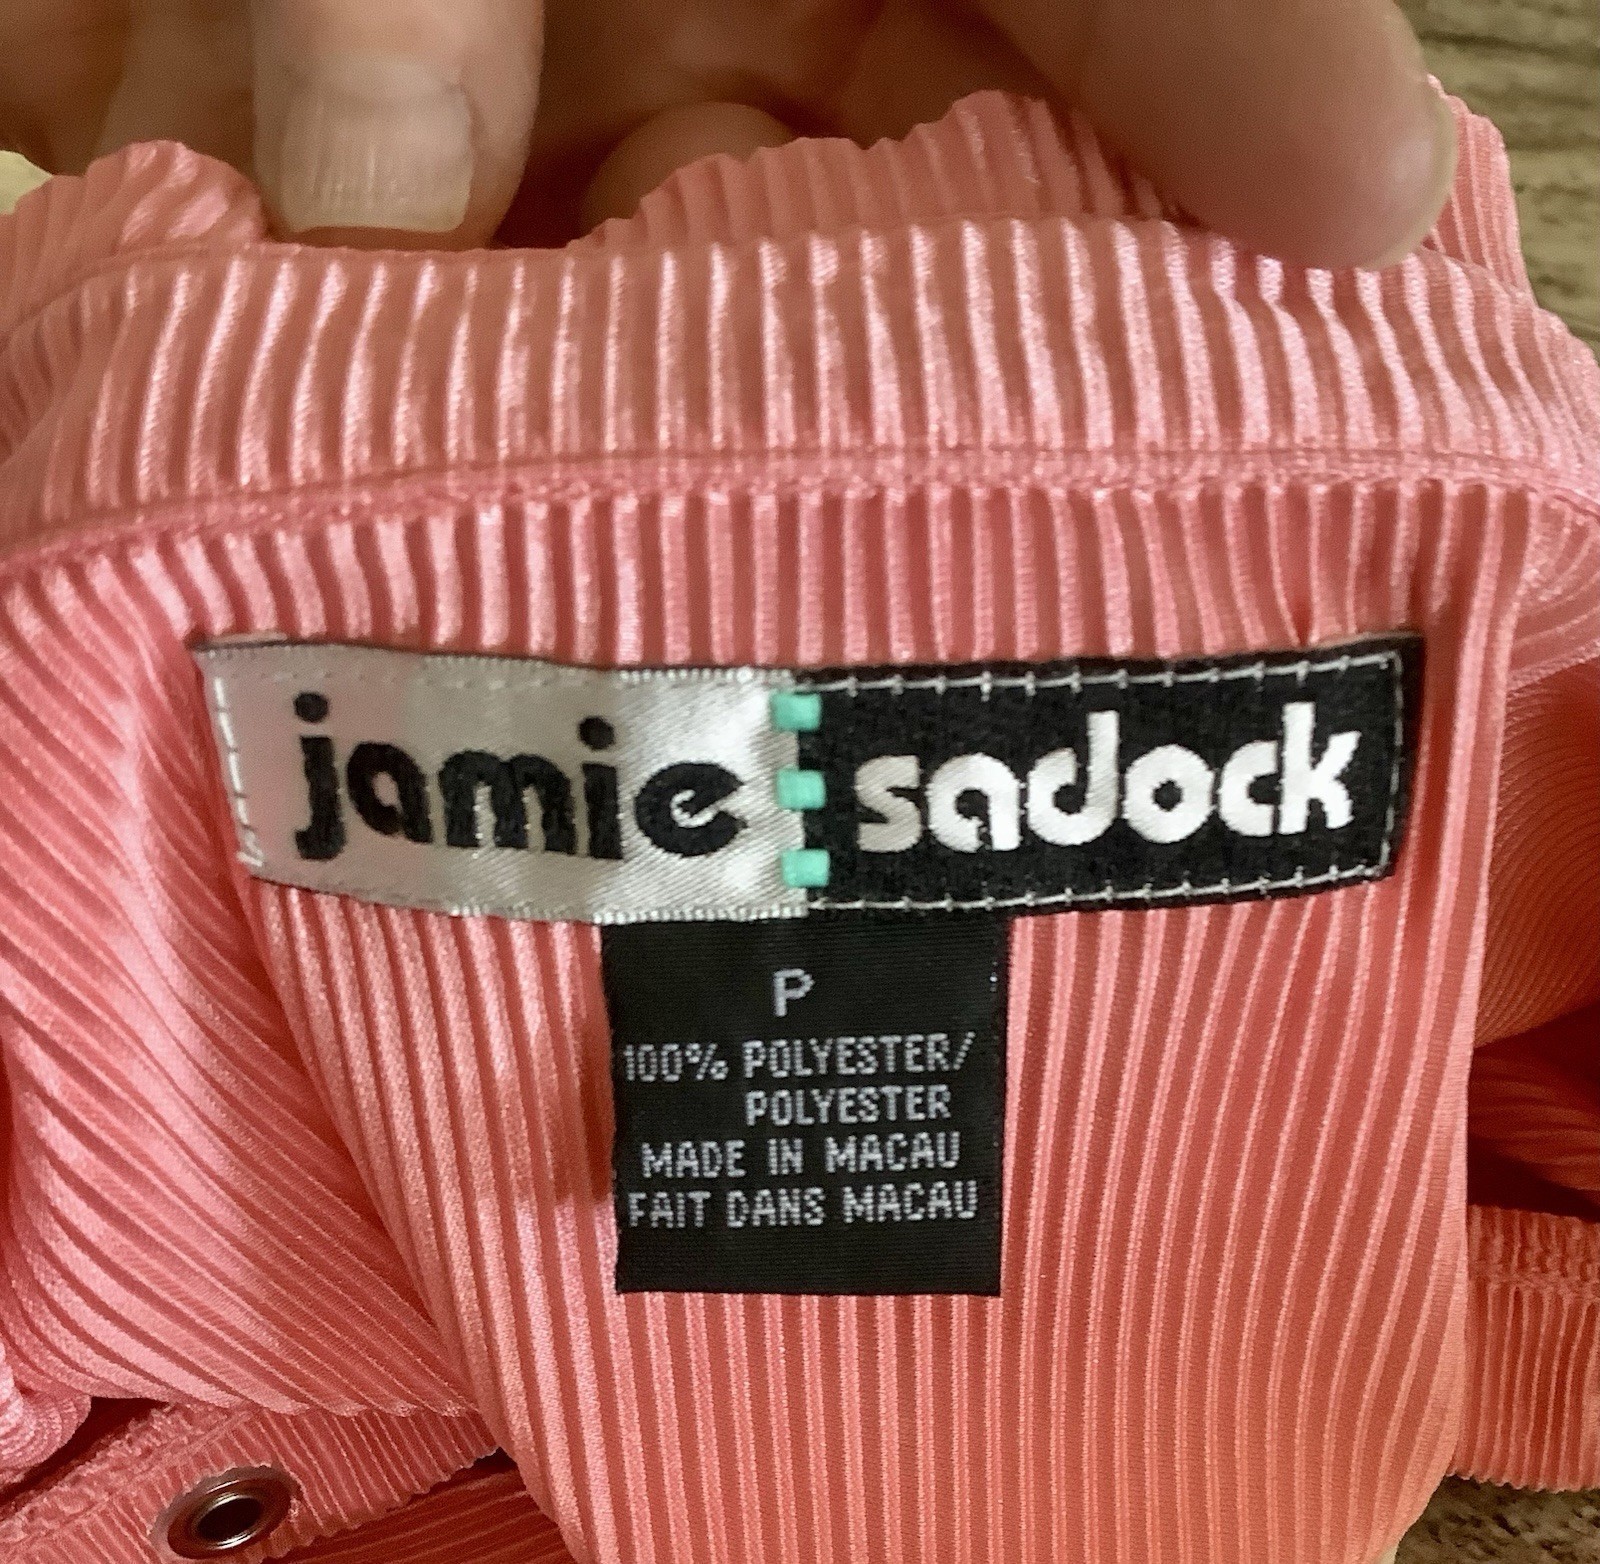 jamie sadock
P
100% POLYESTER/
POLYESTER
MADE IN MACAU
FAIT DANS MACAU